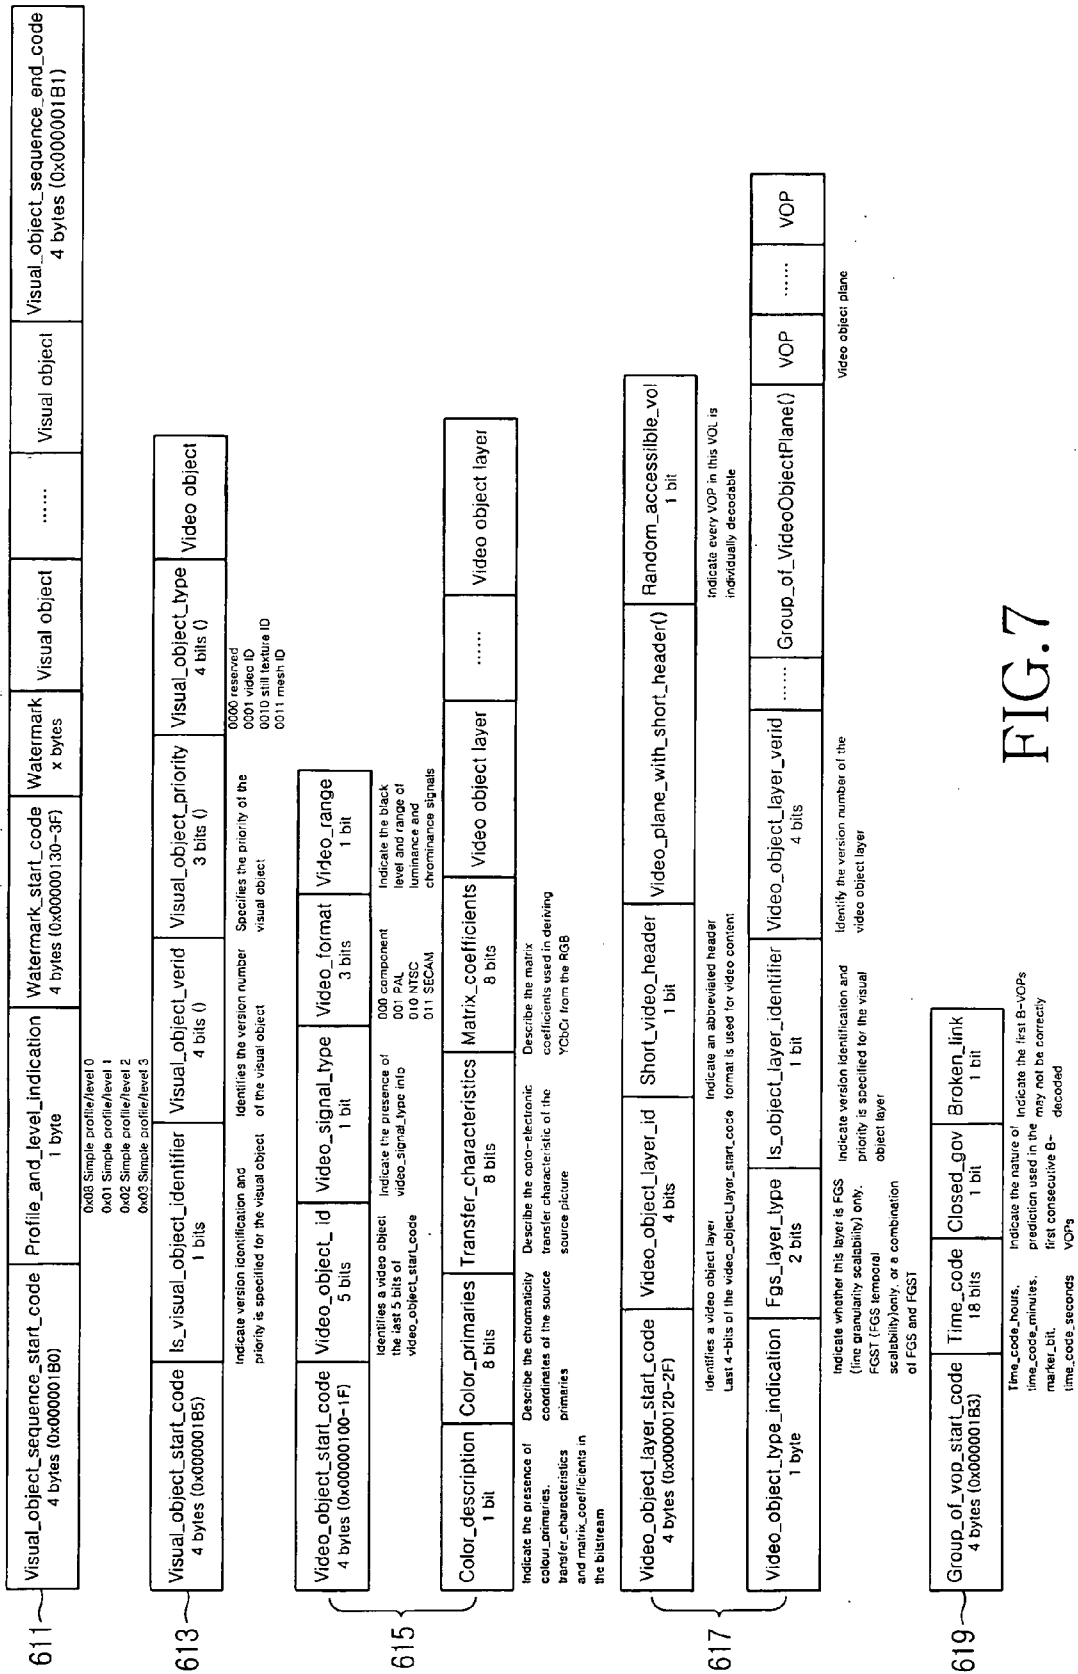 611
Visual_object_sequence_start_code
4 bytes (0x000001B0)
Profile_and_level_indication
1 byte
Watermark_start_code
4 bytes (0x00000130-3F)
Watermark
x bytes
Visual object
......
Visual object
Visual_object_sequence_end_code
4 bytes (0x000001B1)
0x08 Simple profile/level 0
0x01 Simple profile/level 1
0x02 Simple profile/level 2
0x03 Simple profile/level 3
613
Visual_object_start_code
4 bytes (0x000001B5)
Is_visual_object_identifier
1 bits
Visual_object_verid
4 bits ()
Visual_object_priority
3 bits ()
Visual_object_type
4 bits ()
Video object
Indicate version identification and
priority is specified for the visual object
Identifies the version number
of the visual object
Specifies the priority of the
visual object
0000 reserved
0001 video ID
0010 still texture ID
0011 mesh ID
615
Video_object_start_code
4 bytes (0x00000100-1F)
Video_object_ id
5 bits
Video_signal_type
1 bit
Video_format
3 bits
Video_range
1 bit
Identifies a video object
the last 5 bits of
video_object_start_code
Indicate the presence of
video_signal_type info
000 component
001 PAL
010 NTSC
011 SECAM
Indicate the black
level and range of
luminance and
chrominance signals
Color_description
1 bit
Color_primaries
8 bits
Transfer_characteristics
8 bits
Matrix_coefficients
8 bits
Video object layer
......
Video object layer
Indicate the presence of
colour_primaries,
transfer_characteristics
and matrix_coefficients in
the bitstream
Describe the chromaticity
coordinates of the source
primaries
Describe the opto-electronic
transfer characteristic of the
source picture
Describe the matrix
coefficients used in deriving
YCbCr from the RGB
617
Video_object_layer_start_code
4 bytes (0x00000120-2F)
Video_object_layer_id
4 bits
Short_video_header
1 bit
Video_plane_with_short_header()
Random_accessilble_vol
1 bit
Identifies a video object layer
Last 4-bits of the video_object_layer_start_code
Indicate an abbreviated header
format is used for video content
Indicate every VOP in this VOL is
individually decodable
Video_object_type_indication
1 byte
Fgs_layer_type
2 bits
Is_object_layer_identifier
1 bit
Video_object_layer_verid
4 bits
......
Group_of_VideoObjectPlane()
VOP
......
VOP
Indicate whether this layer is FGS
(fine granularity scalability) only.
FGST (FGS temporal
scalability)only, or a combination
of FGS and FGST
Indicate version identification and
priority is specified for the visual
object layer
Identify the version number of the
video object layer
Video object plane
619
Group_of_vop_start_code
4 bytes (0x000001B3)
Time_code
18 bits
Closed_gov
1 bit
Broken_link
1 bit
Time_code_hours,
time_code_minutes,
marker_bit,
time_code_seconds
Indicate the nature of
prediction used in the
first consecutive B-
VOPs
Indicate the first B-VOPs
may not be correctly
decoded
FIG.7